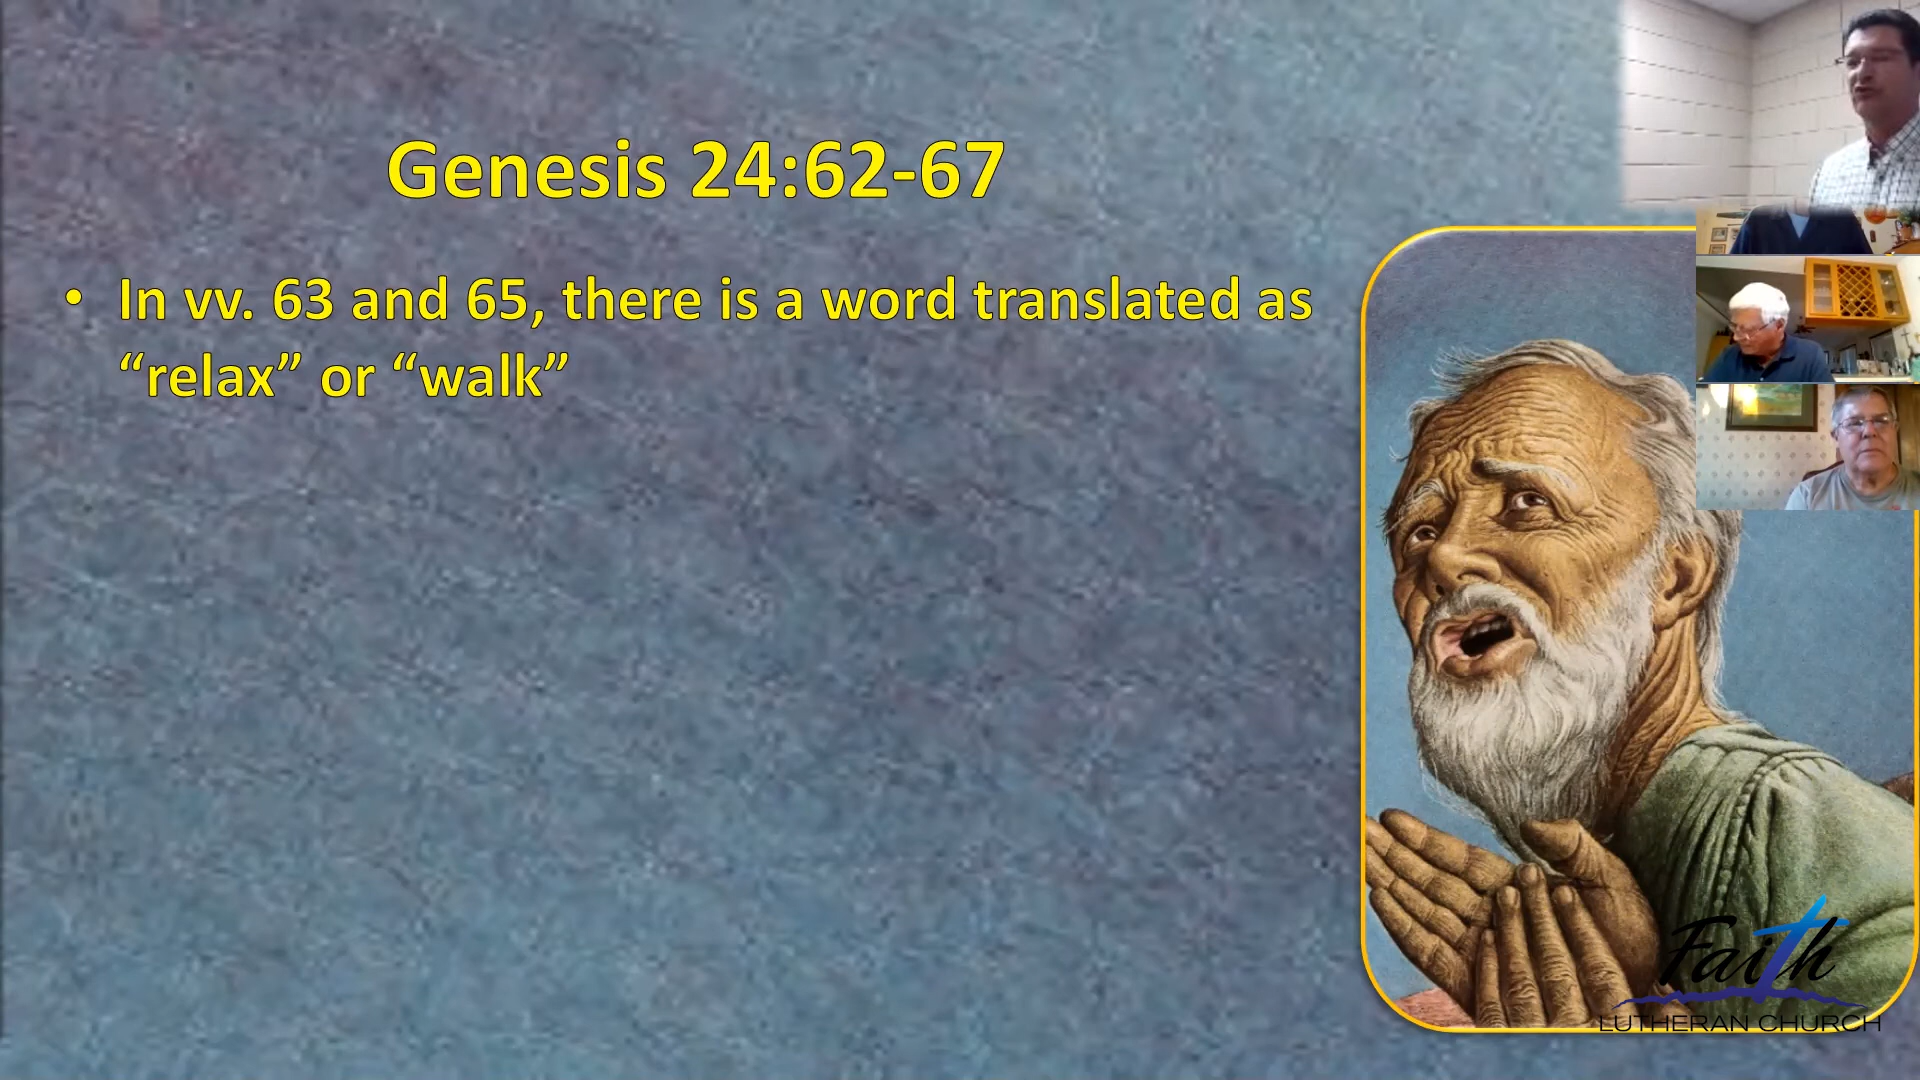 Genesis 24:62-67
• In vv. 63 and 65, there is a word translated as
“relax” or “walk”
Faith
LUTHERAN CHURCH